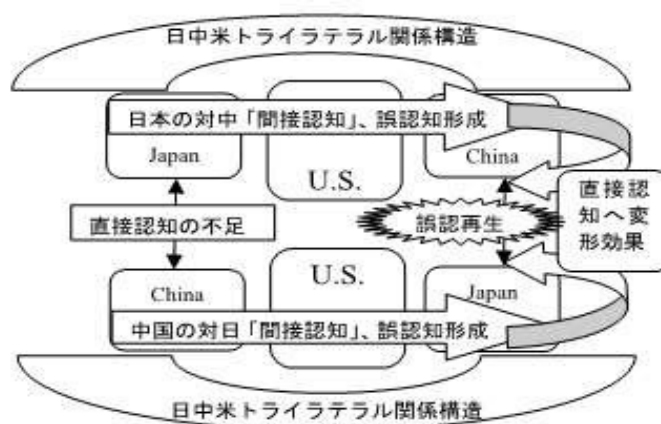 日中米トライラテラル関係構造
日本の対中「間接認知」、誤認知形成
Japan
U.S.
China
直接認知の不足
誤認再生
直接認
知へ変
形効果
U.S.
China
Japan
中国の対日「間接認知」、誤認知形成
日中米トライラテラル関係構造